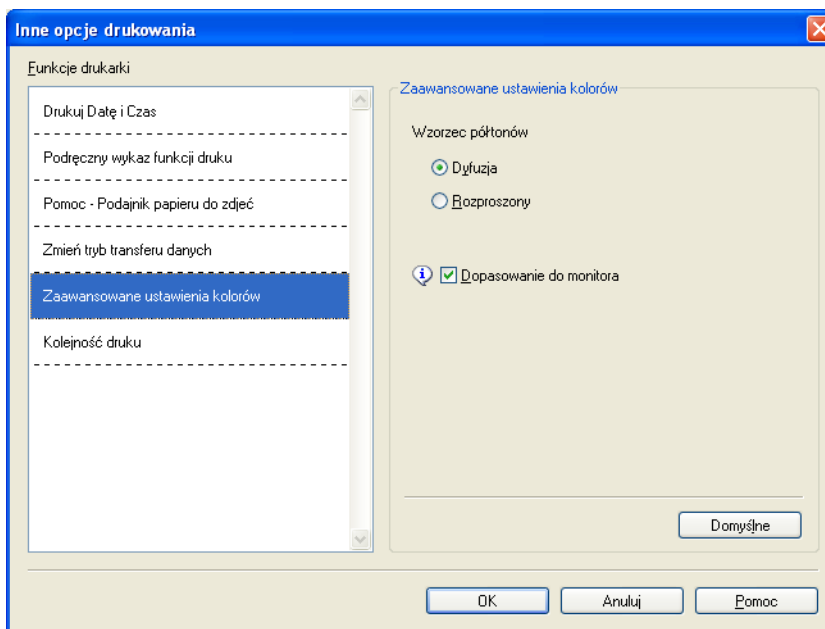 Inne opcje drukowania
Funkcje drukarki
Drukuj Datę i Czas
Podręczny wykaz funkcji druku
Pomoc - Podajnik papieru do zdjęć
Zmień tryb transferu danych
Zaawansowane ustawienia kolorów
Kolejność druku
Zaawansowane ustawienia kolorów
Wzorzec półtonów
Dyfuzja
Rozproszony
Dopasowanie do monitora
Domyślne
OK
Anuluj
Pomoc